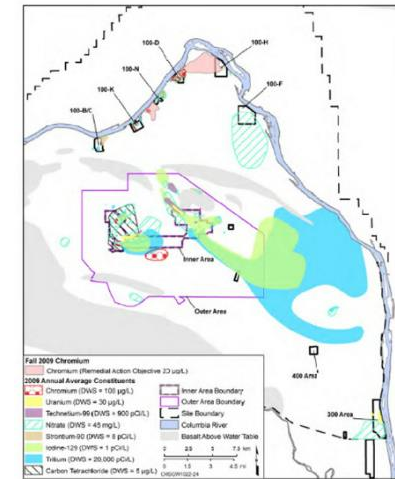 100-D
100-H
100-N
100-K
100-F
100-B/C
Inner Area
Outer Area
400 Area
300 Area
Fall 2009 Chromium
Chromium (Remedial Action Objective 20 µg/L)
2009 Annual Average Constituents
Chromium (DWS = 100 µg/L)
Uranium (DWS = 30 µg/L)
Technetium-99 (DWS = 900 pCi/L)
Nitrate (DWS = 45 mg/L)
Strontium-90 (DWS = 8 pCi/L)
Iodine-129 (DWS = 1 pCi/L)
Tritium (DWS = 20,000 pCi/L)
Carbon Tetrachloride (DWS = 5 µg/L)
Inner Area Boundary
Outer Area Boundary
Site Boundary
Columbia River
Basalt Above Water Table